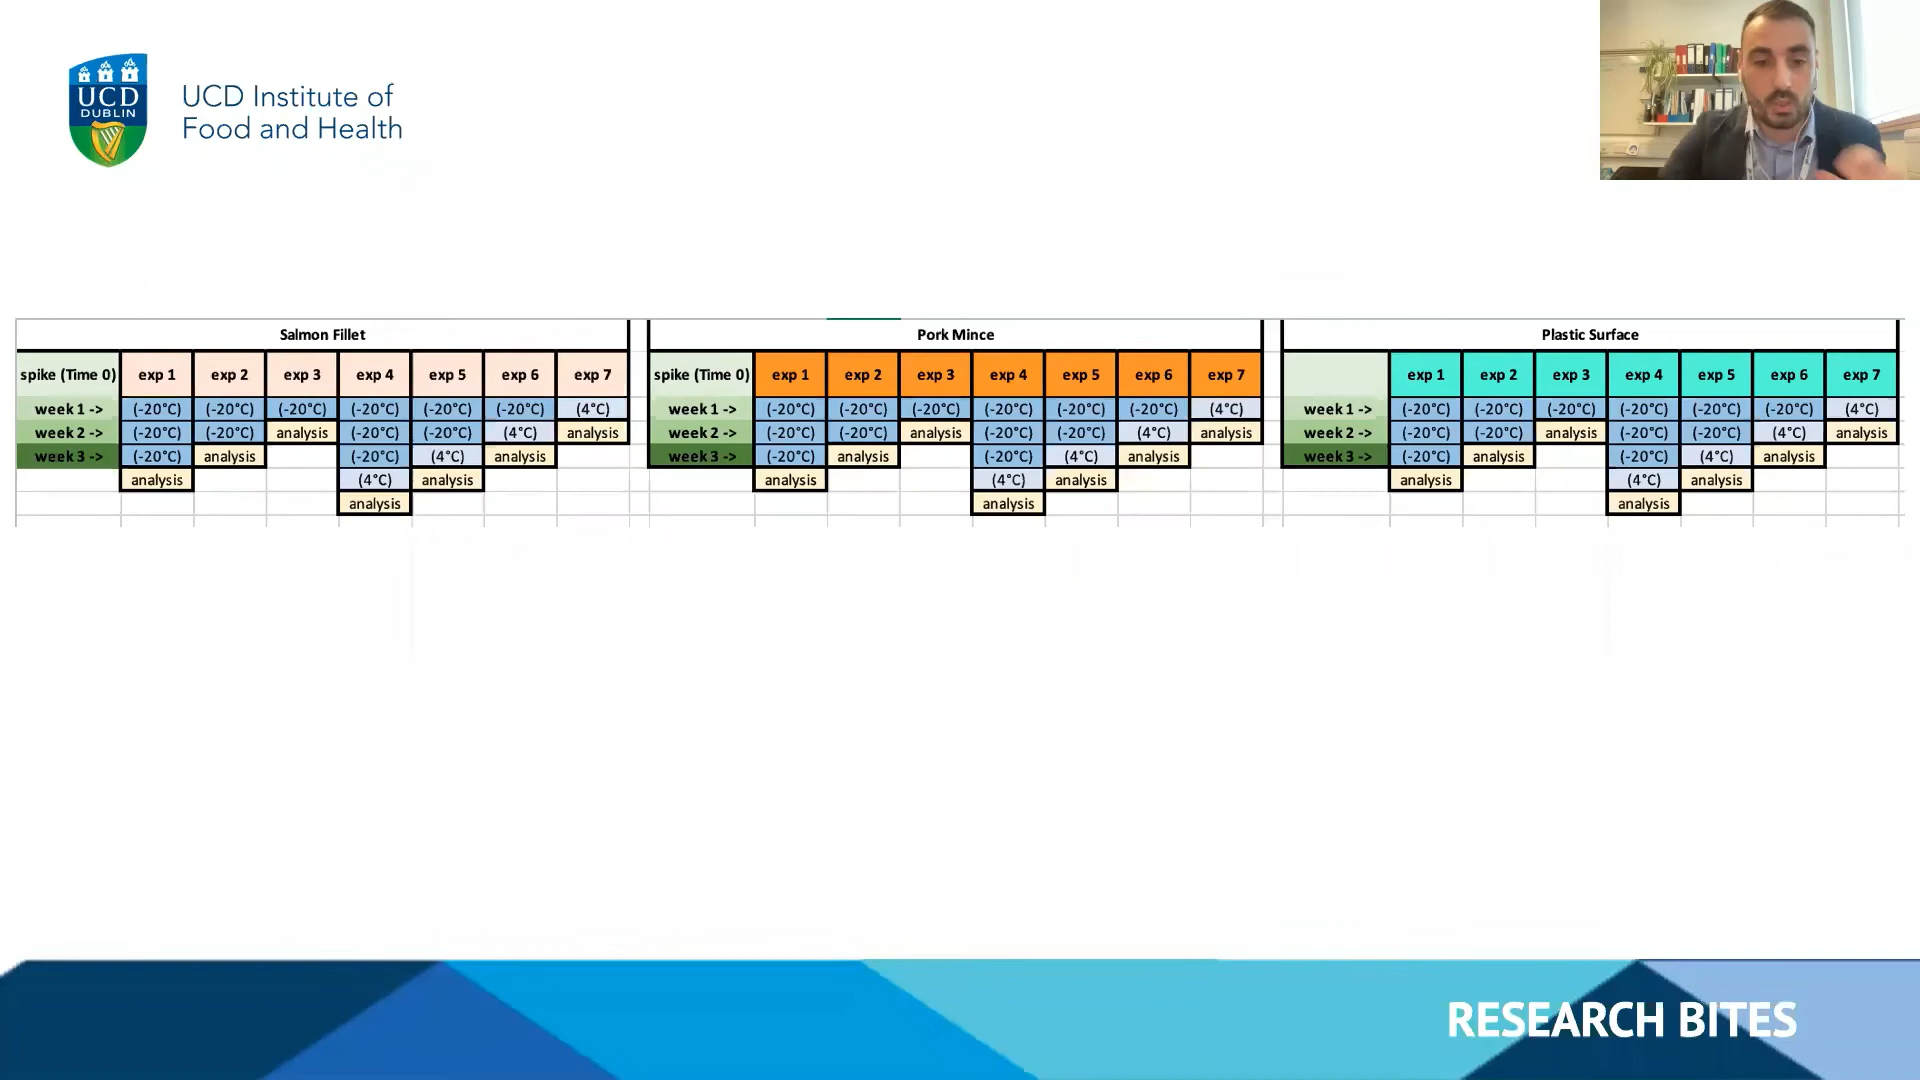 UCD
DUBLIN
UCD Institute of
Food and Health
Salmon Fillet
spike (Time 0) exp 1 exp 2 exp 3 exp 4 exp 5 exp 6 exp 7
week 1 -> (-20°C) (-20°C) (-20°C) (-20°C) (-20°C) (-20°C) (4°C)
week 2 -> (-20°C) (-20°C) analysis (-20°C) (-20°C) (4°C) analysis
week 3 -> (-20°C) analysis (-20°C) (4°C) analysis
analysis (4°C) analysis
analysis
Pork Mince
spike (Time 0) exp 1 exp 2 exp 3 exp 4 exp 5 exp 6 exp 7
week 1 -> (-20°C) (-20°C) (-20°C) (-20°C) (-20°C) (-20°C) (4°C)
week 2 -> (-20°C) (-20°C) analysis (-20°C) (-20°C) (4°C) analysis
week 3 -> (-20°C) analysis (-20°C) (4°C) analysis
analysis (4°C) analysis
analysis
Plastic Surface
exp 1 exp 2 exp 3 exp 4 exp 5 exp 6 exp 7
week 1 -> (-20°C) (-20°C) (-20°C) (-20°C) (-20°C) (-20°C) (4°C)
week 2 -> (-20°C) (-20°C) analysis (-20°C) (-20°C) (4°C) analysis
week 3 -> (-20°C) analysis (-20°C) (4°C) analysis
analysis (4°C) analysis
analysis
RESEARCH BITES